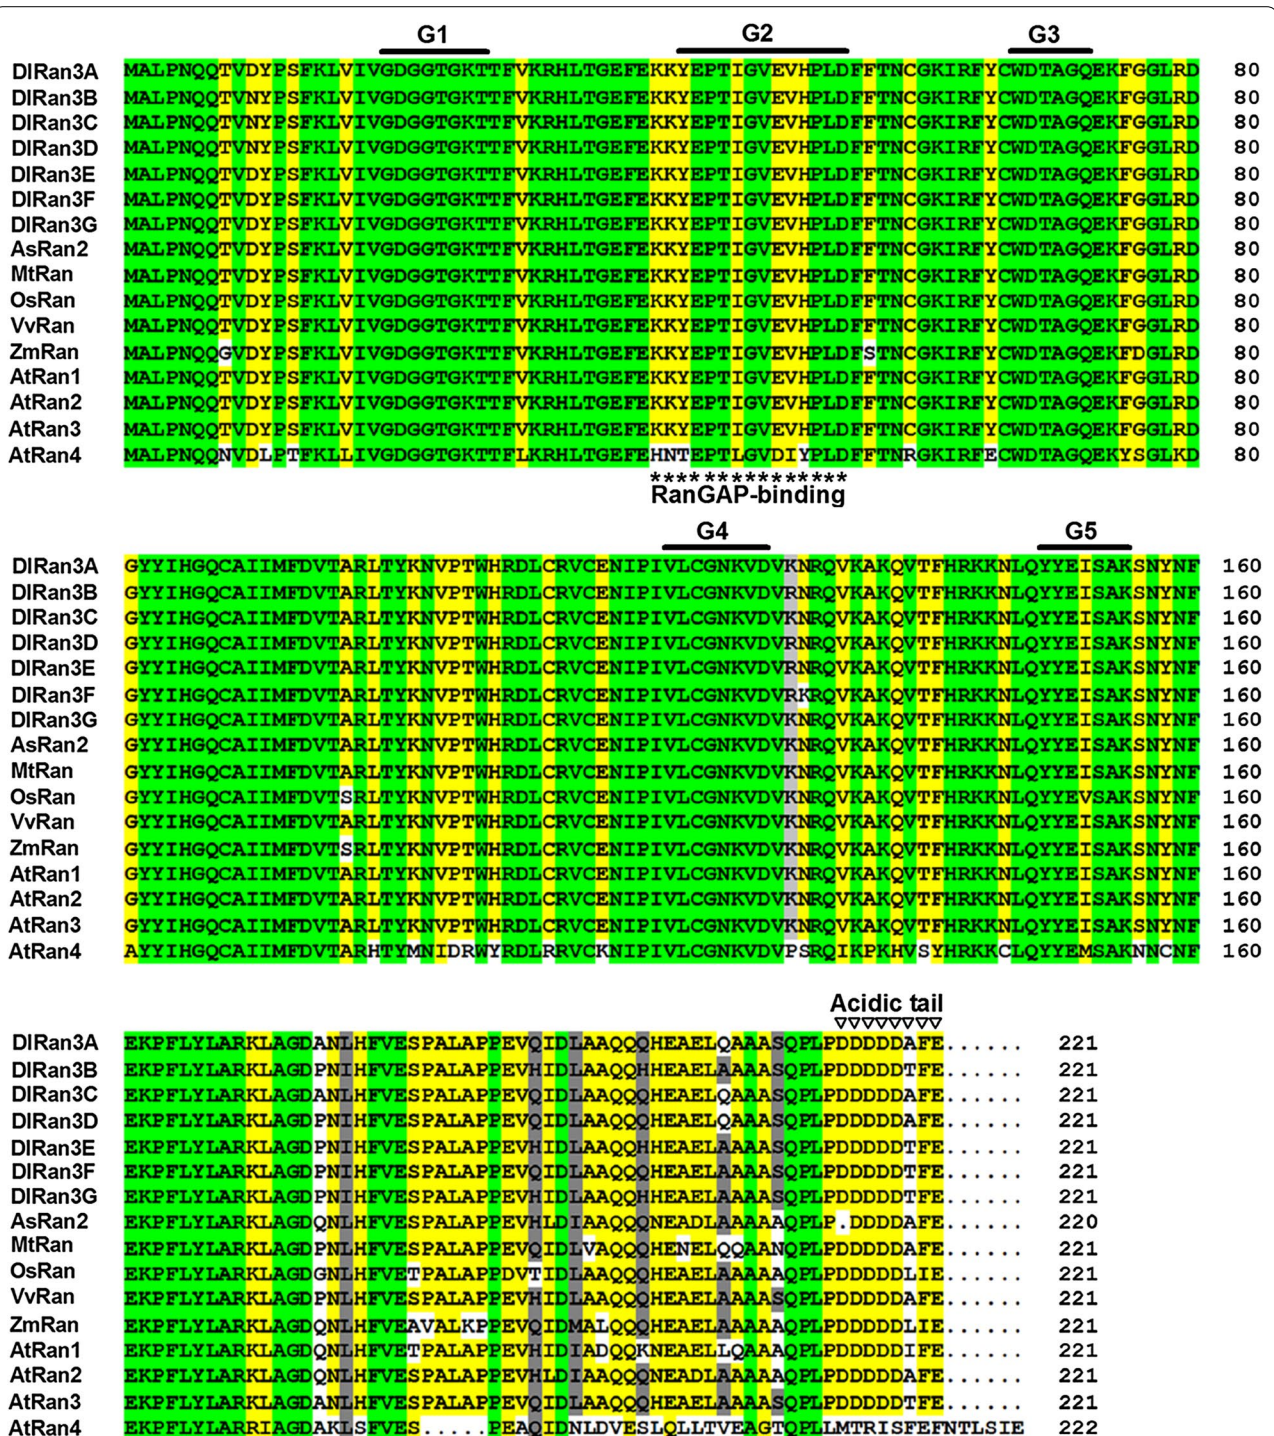 G1 G2 G3
DlRan3A MALPNQQTVDYPSFKLVIVGDGGTGKTTFVKRHLTGEFEKKYEPTIGVEVHPLDFFTNCGKIRFYCWDTAGQEKFGGLRD 80
DlRan3B MALPNQQTVNYPSFKLVIVGDGGTGKTTFVKRHLTGEFEKKYEPTIGVEVHPLDFFTNCGKIRFYCWDTAGQEKFGGLRD 80
DlRan3C MALPNQQTVNYPSFKLVIVGDGGTGKTTFVKRHLTGEFEKKYEPTIGVEVHPLDFFTNCGKIRFYCWDTAGQEKFGGLRD 80
DlRan3D MALPNQQTVNYPSFKLVIVGDGGTGKTTFVKRHLTGEFEKKYEPTIGVEVHPLDFFTNCGKIRFYCWDTAGQEKFGGLRD 80
DlRan3E MALPNQQTVDYPSFKLVIVGDGGTGKTTFVKRHLTGEFEKKYEPTIGVEVHPLDFFTNCGKIRFYCWDTAGQEKFGGLRD 80
DlRan3F MALPNQQTVDYPSFKLVIVGDGGTGKTTFVKRHLTGEFEKKYEPTIGVEVHPLDFFTNCGKIRFYCWDTAGQEKFGGLRD 80
DlRan3G MALPNQQTVDYPSFKLVIVGDGGTGKTTFVKRHLTGEFEKKYEPTIGVEVHPLDFFTNCGKIRFYCWDTAGQEKFGGLRD 80
AsRan2 MALPNQQTVDYPSFKLVIVGDGGTGKTTFVKRHLTGEFEKKYEPTIGVEVHPLDFFTNCGKIRFYCWDTAGQEKFGGLRD 80
MtRan MALPNQQTVDYPSFKLVIVGDGGTGKTTFVKRHLTGEFEKKYEPTIGVEVHPLDFFTNCGKIRFYCWDTAGQEKFGGLRD 80
OsRan MALPNQQTVDYPSFKLVIVGDGGTGKTTFVKRHLTGEFEKKYEPTIGVEVHPLDFFTNCGKIRFYCWDTAGQEKFGGLRD 80
VvRan MALPNQQTVDYPSFKLVIVGDGGTGKTTFVKRHLTGEFEKKYEPTIGVEVHPLDFFTNCGKIRFYCWDTAGQEKFGGLRD 80
ZmRan MALPNQQGVDYPSFKLVIVGDGGTGKTTFVKRHLTGEFEKKYEPTIGVEVHPLDFSTNCGKIRFYCWDTAGQEKFDGLRD 80
AtRan1 MALPNQQTVDYPSFKLVIVGDGGTGKTTFVKRHLTGEFEKKYEPTIGVEVHPLDFFTNCGKIRFYCWDTAGQEKFGGLRD 80
AtRan2 MALPNQQTVDYPSFKLVIVGDGGTGKTTFVKRHLTGEFEKKYEPTIGVEVHPLDFFTNCGKIRFYCWDTAGQEKFGGLRD 80
AtRan3 MALPNQQTVDYPSFKLVIVGDGGTGKTTFVKRHLTGEFEKKYEPTIGVEVHPLDFFTNCGKIRFYCWDTAGQEKFGGLRD 80
AtRan4 MALPNQQNVDLPTFKLLIVGDGGTGKTTFLKRHLTGEFEHNTEPTLGVDIYPLDFFTNRGKIRFECWDTAGQEKYSGLKD 80
***************
RanGAP-binding
G4 G5
DlRan3A GYYIHGQCAIIMFDVTARLTYKNVPTWHRDLCRVCENIPIVLCGNKVDVKNRQVKAKQVTFHRKKNLQYYEISAKSNYNF 160
DlRan3B GYYIHGQCAIIMFDVTARLTYKNVPTWHRDLCRVCENIPIVLCGNKVDVRNRQVKAKQVTFHRKKNLQYYEISAKSNYNF 160
DlRan3C GYYIHGQCAIIMFDVTARLTYKNVPTWHRDLCRVCENIPIVLCGNKVDVKNRQVKAKQVTFHRKKNLQYYEISAKSNYNF 160
DlRan3D GYYIHGQCAIIMFDVTARLTYKNVPTWHRDLCRVCENIPIVLCGNKVDVRNRQVKAKQVTFHRKKNLQYYEISAKSNYNF 160
DlRan3E GYYIHGQCAIIMFDVTARLTYKNVPTWHRDLCRVCENIPIVLCGNKVDVRNRQVKAKQVTFHRKKNLQYYEISAKSNYNF 160
DlRan3F GYYIHGQCAIIMFDVTARLTYKNVPTWHRDLCRVCENIPIVLCGNKVDVRKRQVKAKQVTFHRKKNLQYYEISAKSNYNF 160
DlRan3G GYYIHGQCAIIMFDVTARLTYKNVPTWHRDLCRVCENIPIVLCGNKVDVKNRQVKAKQVTFHRKKNLQYYEISAKSNYNF 160
AsRan2 GYYIHGQCAIIMFDVTARLTYKNVPTWHRDLCRVCENIPIVLCGNKVDVKNRQVKAKQVTFHRKKNLQYYEISAKSNYNF 160
MtRan GYYIHGQCAIIMFDVTARLTYKNVPTWHRDLCRVCENIPIVLCGNKVDVKNRQVKAKQVTFHRKKNLQYYEISAKSNYNF 160
OsRan GYYIHGQCAIIMFDVTSRLTYKNVPTWHRDLCRVCENIPIVLCGNKVDVKNRQVKAKQVTFHRKKNLQYYEVSAKSNYNF 160
VvRan GYYIHGQCAIIMFDVTARLTYKNVPTWHRDLCRVCENIPIVLCGNKVDVKNRQVKAKQVTFHRKKNLQYYEISAKSNYNF 160
ZmRan GYYIHGQCAIIMFDVTSRLTYKNVPTWHRDLCRVCENIPIVLCGNKVDVKNRQVKAKQVTFHRKKNLQYYEISAKSNYNF 160
AtRan1 GYYIHGQCAIIMFDVTARLTYKNVPTWHRDLCRVCENIPIVLCGNKVDVKNRQVKAKQVTFHRKKNLQYYEISAKSNYNF 160
AtRan2 GYYIHGQCAIIMFDVTARLTYKNVPTWHRDLCRVCENIPIVLCGNKVDVKNRQVKAKQVTFHRKKNLQYYEISAKSNYNF 160
AtRan3 GYYIHGQCAIIMFDVTARLTYKNVPTWHRDLCRVCENIPIVLCGNKVDVKNRQVKAKQVTFHRKKNLQYYEISAKSNYNF 160
AtRan4 AYYIHGQCAIIMFDVTARHTYMNIDRWYRDLRRVCKNIPIVLCGNKVDVPSRQIKPKHVSYHRKKCLQYYEMSAKNNCNF 160
Acidic tail
DlRan3A EKPFLYLARKLAGDANLHFVESPALAPPEVQIDLAAQQQHEAELQAAASQPLPDDDDDAFE...... 221
DlRan3B EKPFLYLARKLAGDPNIHFVESPALAPPEVHIDLAAQQHHEAELAAAASQPLPDDDDDTFE...... 221
DlRan3C EKPFLYLARKLAGDANLHFVESPALAPPEVQIDLAAQQQHEAELQAAASQPLPDDDDDAFE...... 221
DlRan3D EKPFLYLARKLAGDPNIHFVESPALAPPEVQIDLAAQQQHEAELQAAASQPLPDDDDDAFE...... 221
DlRan3E EKPFLYLARKLAGDPNIHFVESPALAPPEVHIDLAAQQHHEAELAAAASQPLPDDDDDTFE...... 221
DlRan3F EKPFLYLARKLAGDPNIHFVESPALAPPEVQIDLAAQQQHEAELAAAASQPLPDDDDDTFE...... 221
DlRan3G EKPFLYLARKLAGDPNIHFVESPALAPPEVHIDLAAQQHHEAELAAAASQPLPDDDDDTFE...... 221
AsRan2 EKPFLYLARKLAGDQNLHFVESPALAPPEVHLDIAAQQQNEADLAAAAAQPLP.DDDDAFE...... 220
MtRan EKPFLYLARKLAGDPNLHFVESPALAPPEVQIDLVAQQQHENELQQAANQPLPDDDDDAFE...... 221
OsRan EKPFLYLARKLAGDGNLHFVETPALAPPDVTIDLAAQQQHEAELAAAAAQPLPDDDDDLIE...... 221
VvRan EKPFLYLARKLAGDPNLHFVESPALAPPEVHIDLAAQQQHEAELAAAASQPLPDDDDDAFE...... 221
ZmRan EKPFLYLARKLAGDQNLHFVEAVALKPPEVQIDMALQQQHEAELAAAAAQPLPDDDDDLIE...... 221
AtRan1 EKPFLYLARKLAGDQNLHFVETPALAPPEVHIDIADQQKNEAELLQAAAQPLPDDDDDIFE...... 221
AtRan2 EKPFLYLARKLAGDQNLHFVESPALAPPEVHLDIAAQQQNEADLAAAAAQPLPDDDDDAFE...... 221
AtRan3 EKPFLYLARKLAGDPNLHFVESPALAPPEVQIDLAAQQQHEAELAAAASQPLPDDDDDTFE...... 221
AtRan4 EKPFLYLARRIAGDAKLSFVES.....PEAQIDNLDVESLQLLTVEAGTQPLLMTRISFEFNTLSIE 222